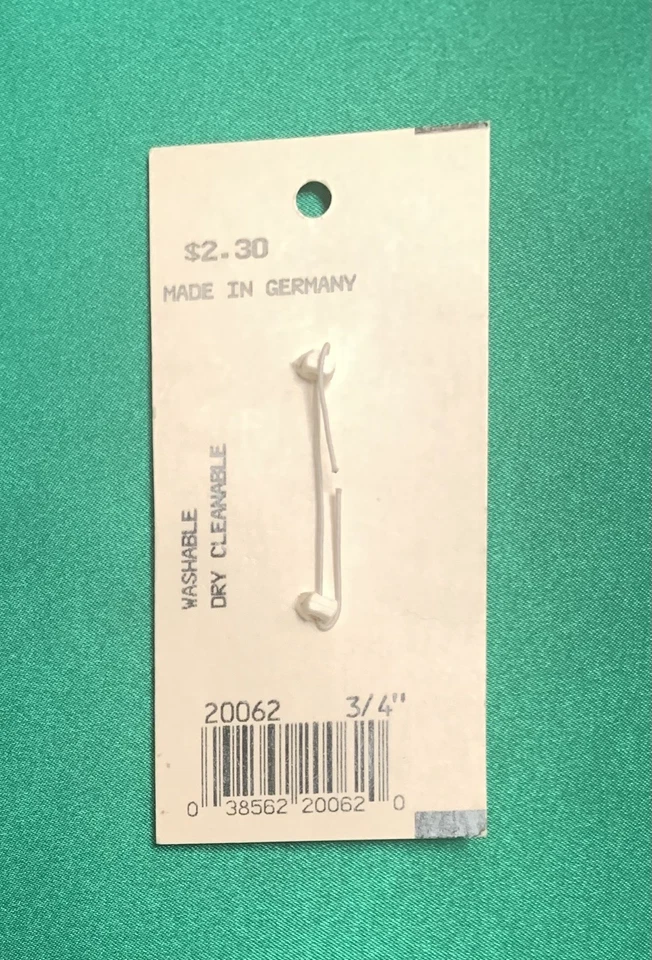 $2.30
MADE IN GERMANY
WASHABLE
DRY CLEANABLE
20062 3/4"
0 38562 20062 0